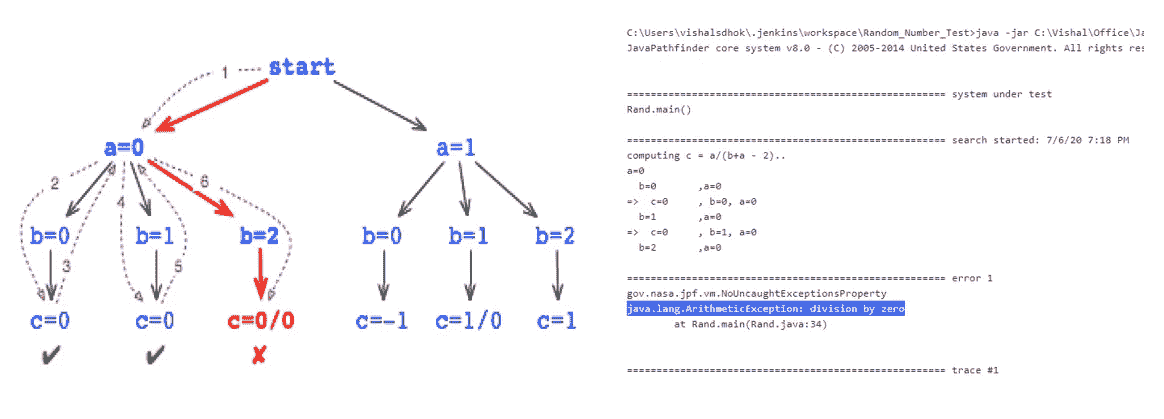 start
1
a=0
a=1
2
6
4
b=0
b=1
b=2
b=0
b=1
b=2
3
5
c=0
c=0
c=0/0
c=-1
c=1/0
c=1
✔
✔
✘
C:\Users\vishalsdhok\.jenkins\workspace\Random_Number_Test>java -jar C:\Vishal\Office\Ja
JavaPathfinder core system v8.0 - (C) 2005-2014 United States Government. All rights res
====================================================== system under test
Rand.main()
====================================================== search started: 7/6/20 7:18 PM
computing c = a/(b+a - 2)..
a=0
b=0 ,a=0
=> c=0 , b=0, a=0
b=1 ,a=0
=> c=0 , b=1, a=0
b=2 ,a=0
====================================================== error 1
gov.nasa.jpf.vm.NoUncaughtExceptionsProperty
java.lang.ArithmeticException: division by zero
at Rand.main(Rand.java:34)
====================================================== trace #1